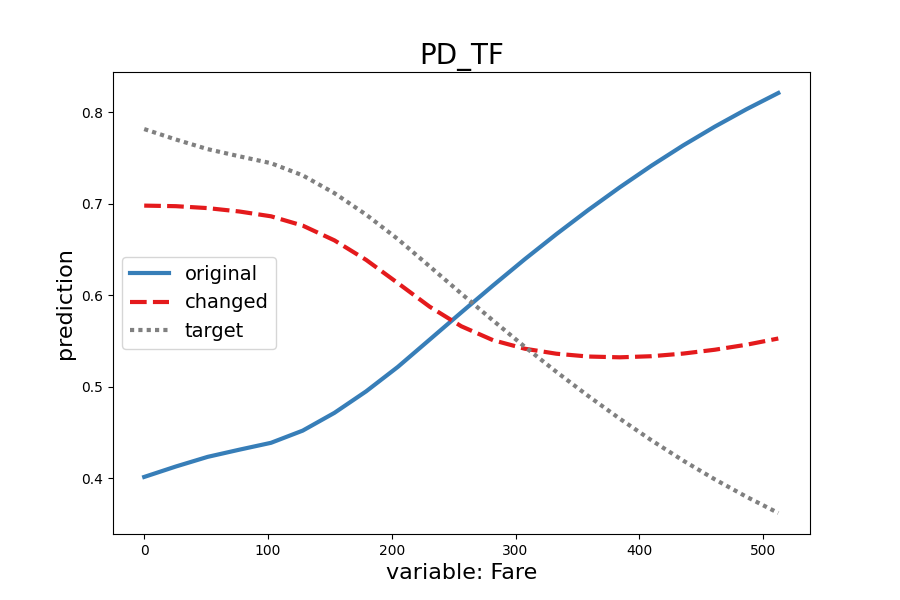 PD_TF
0.8
0.7
0.6
0.5
0.4
prediction
original
changed
target
0 100 200 300 400 500
variable: Fare